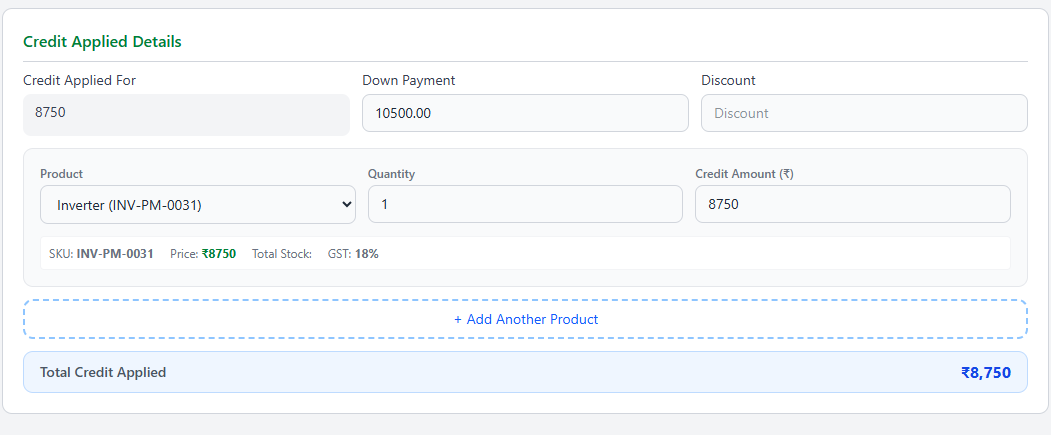 Credit Applied Details
Credit Applied For Down Payment Discount
8750 10500.00 Discount
Product Quantity Credit Amount (₹)
Inverter (INV-PM-0031) 1 8750
SKU: INV-PM-0031 Price: ₹8750 Total Stock: GST: 18%
+ Add Another Product
Total Credit Applied ₹8,750